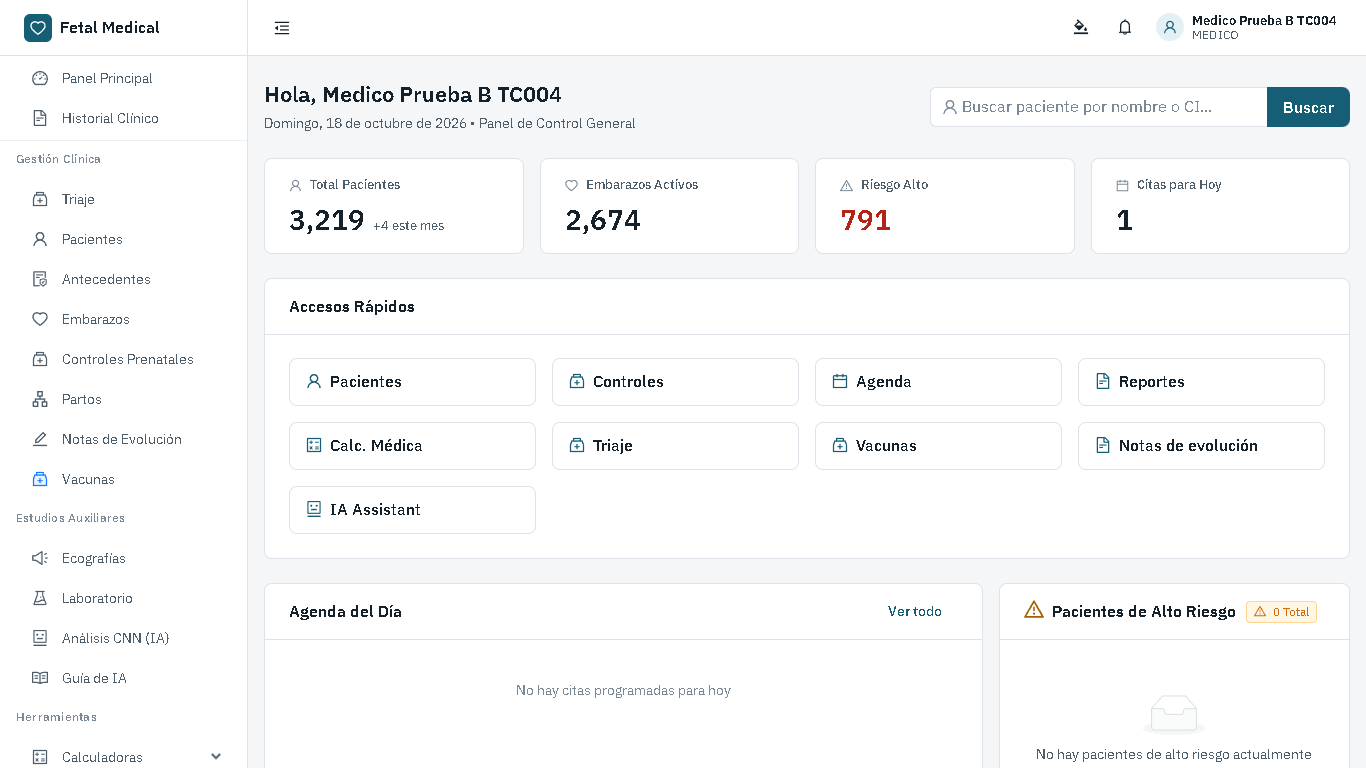 Fetal Medical
Medico Prueba B TC004
MEDICO
Panel Principal
Historial Clínico
Gestión Clínica
Triaje
Pacientes
Antecedentes
Embarazos
Controles Prenatales
Partos
Notas de Evolución
Vacunas
Estudios Auxiliares
Ecografías
Laboratorio
Análisis CNN (IA)
Guía de IA
Herramientas
Calculadoras
Hola, Medico Prueba B TC004
Domingo, 18 de octubre de 2026 • Panel de Control General
Buscar paciente por nombre o CI...
Buscar
Total Pacientes
3,219 +4 este mes
Embarazos Activos
2,674
Riesgo Alto
791
Citas para Hoy
1
Accesos Rápidos
Pacientes
Controles
Agenda
Reportes
Calc. Médica
Triaje
Vacunas
Notas de evolución
IA Assistant
Agenda del Día
Ver todo
No hay citas programadas para hoy
Pacientes de Alto Riesgo
0 Total
No hay pacientes de alto riesgo actualmente